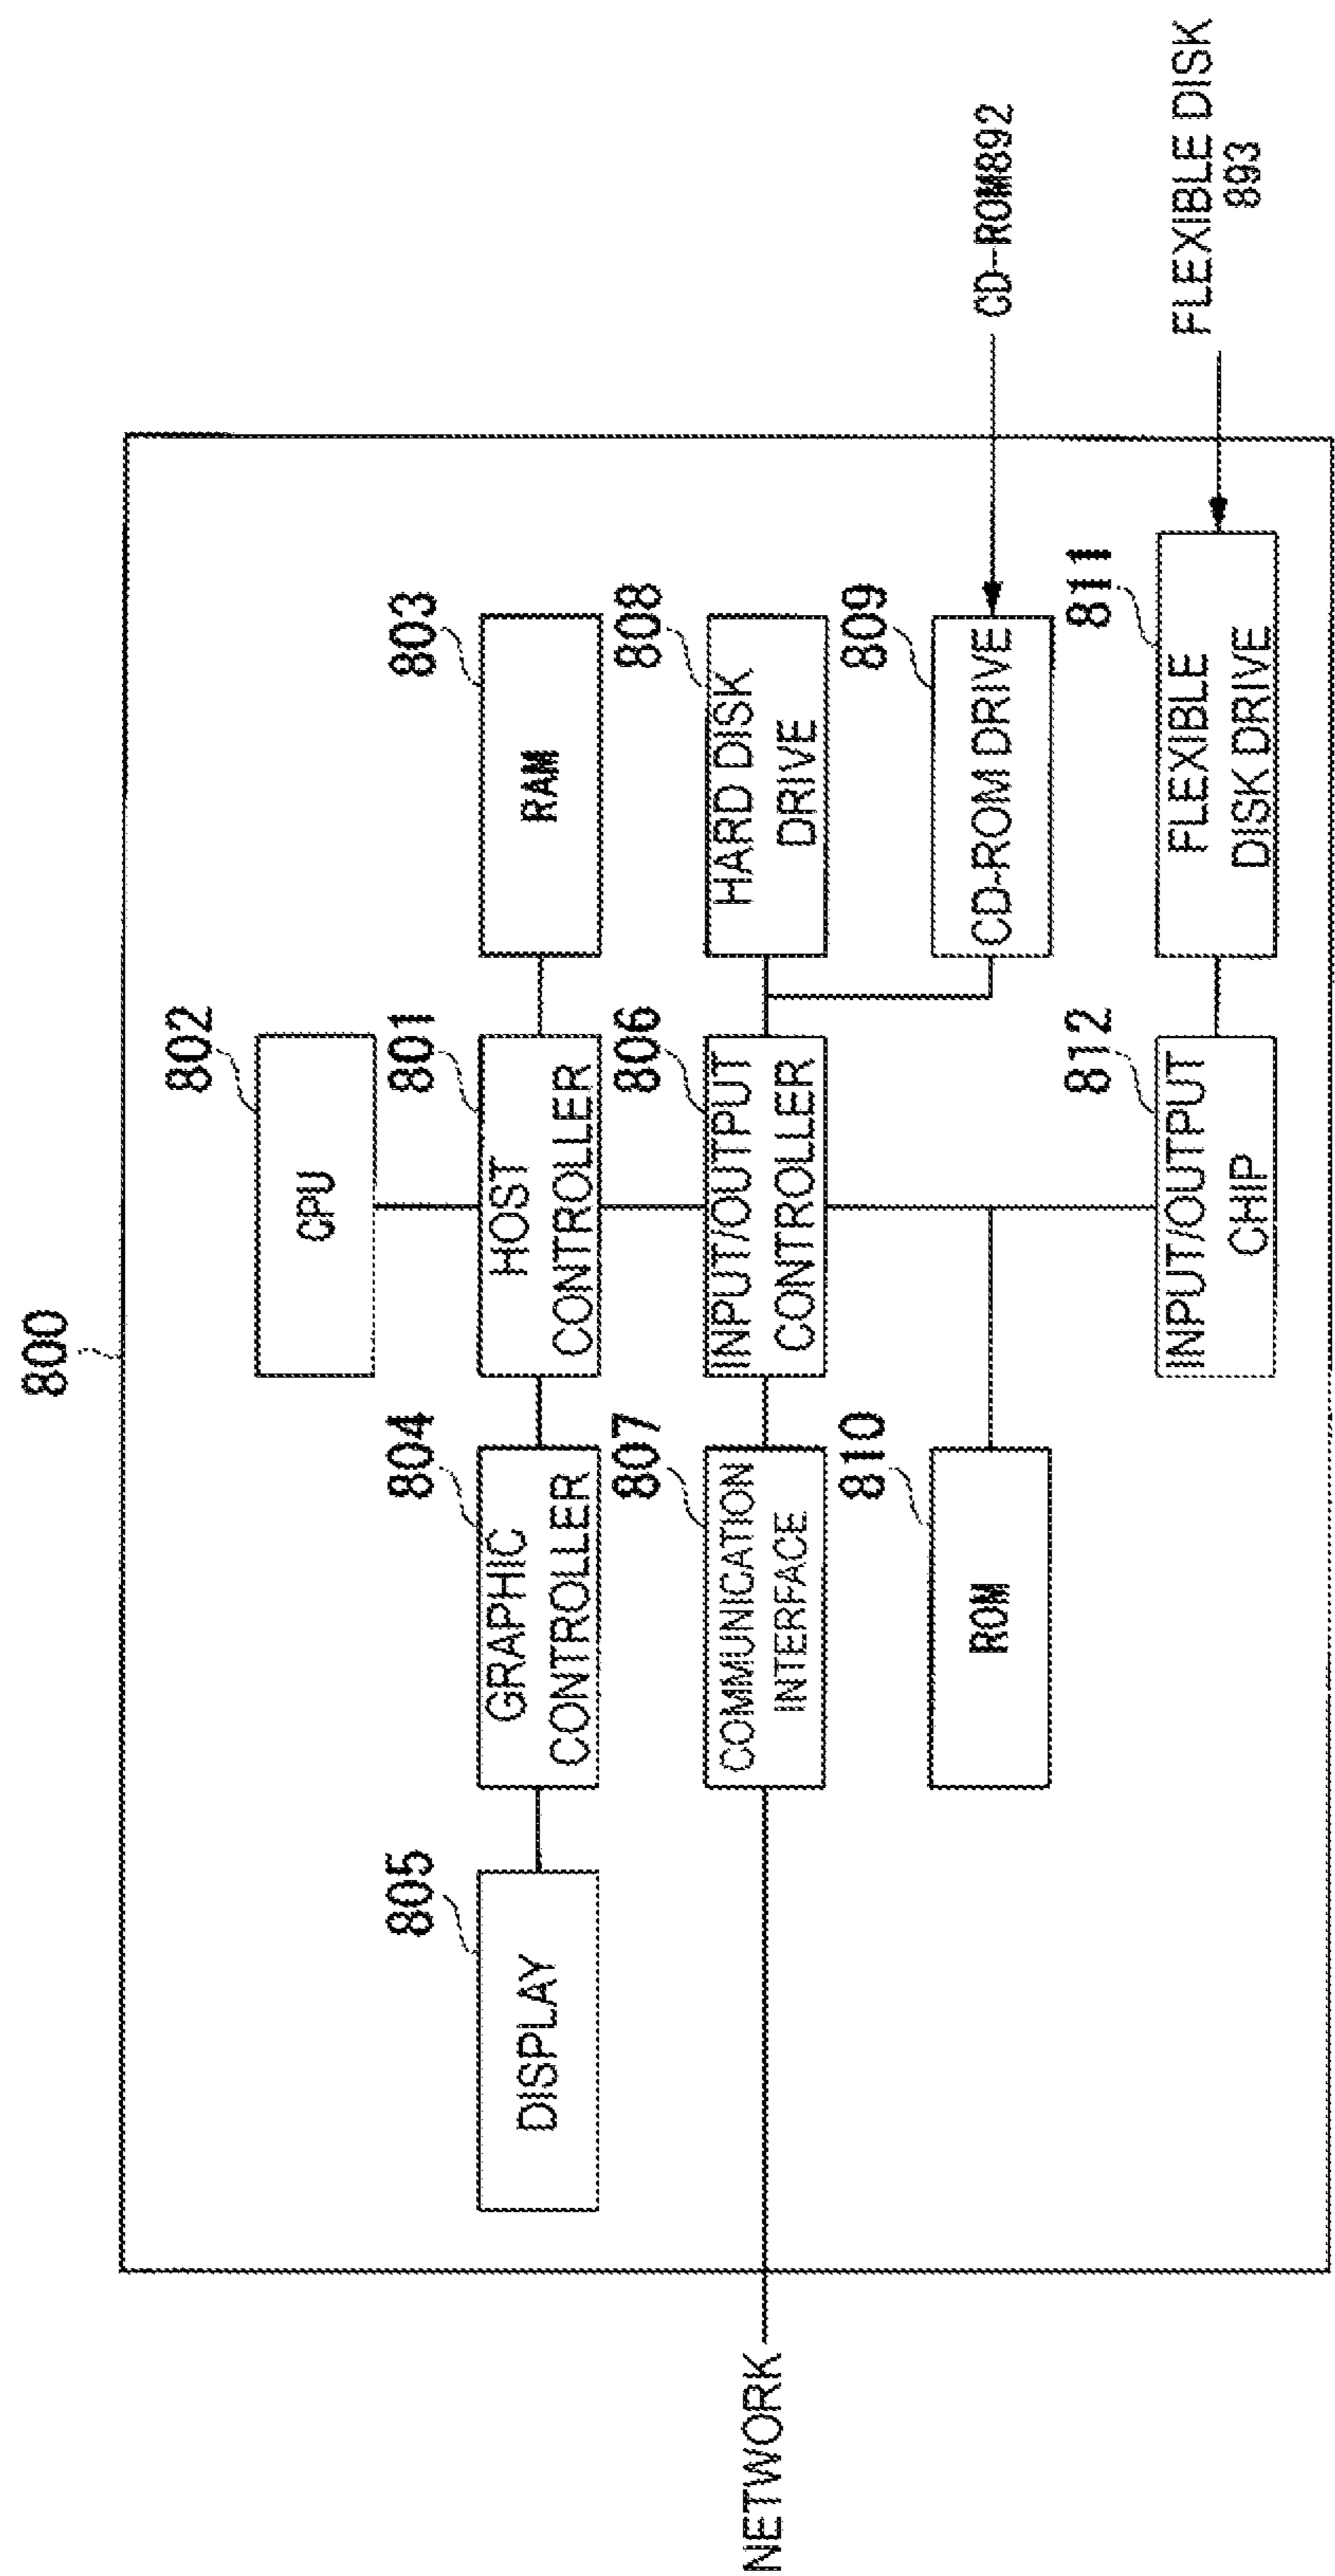 800
802
CPU
805
804
801
803
DISPLAY
GRAPHIC
CONTROLLER
HOST
CONTROLLER
RAM
807
806
808
NETWORK
COMMUNICATION
INTERFACE
INPUT/OUTPUT
CONTROLLER
HARD DISK
DRIVE
810
809
ROM
CD-ROM DRIVE
CD-ROM892
812
811
INPUT/OUTPUT
CHIP
FLEXIBLE
DISK DRIVE
FLEXIBLE DISK
893